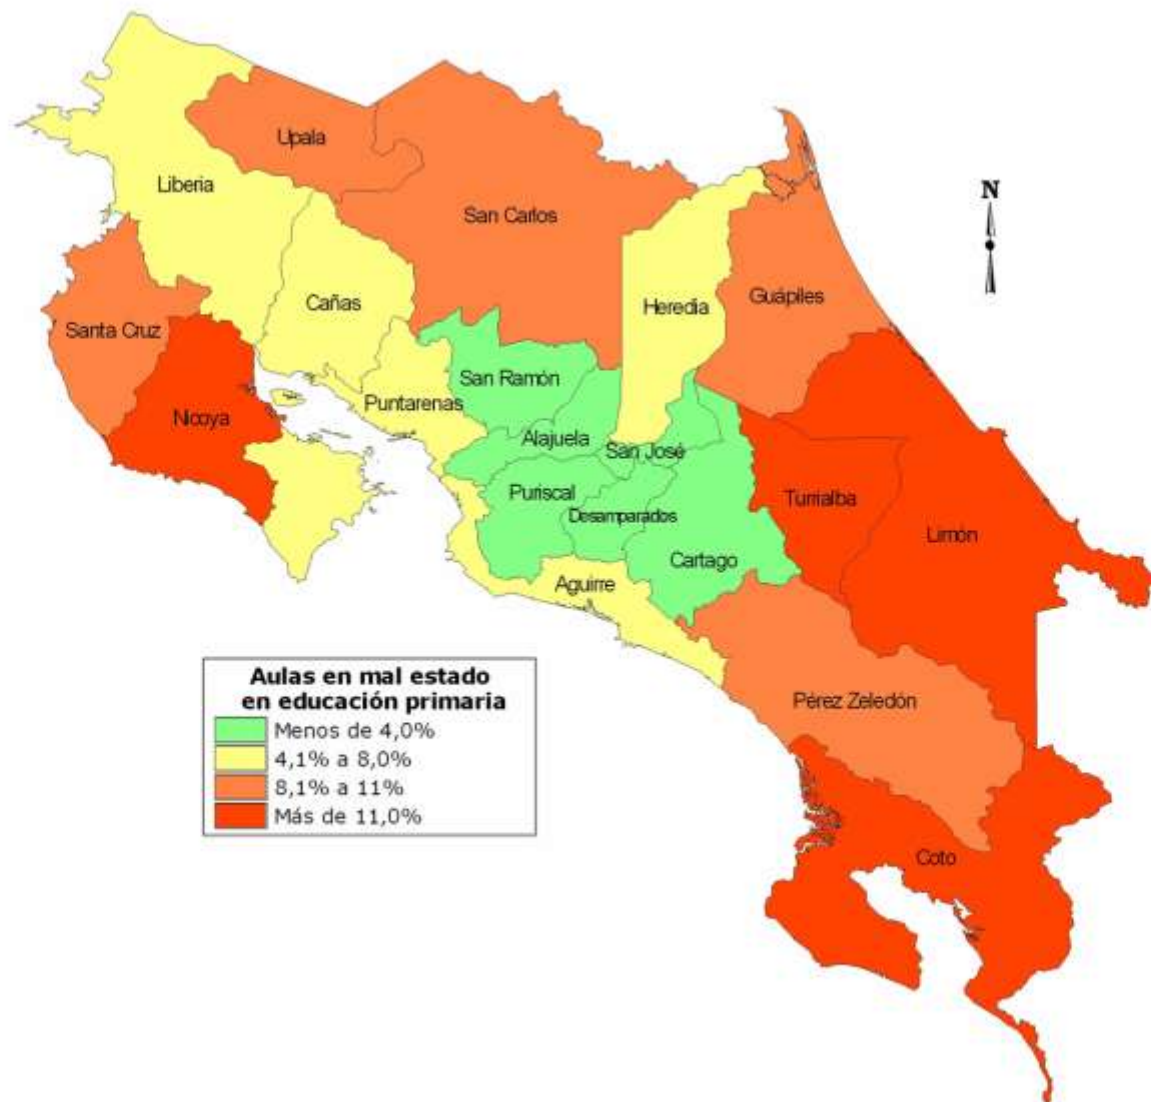 Upala
N
Liberia
San Carlos
Guápiles
Cañas
Heredia
Santa Cruz
San Ramón
Puntarenas
Nicoya
Alajuela
San José
Puriscal
Turrialba
Desamparados
Limón
Cartago
Aguirre
Aulas en mal estado
en educación primaria
Menos de 4,0%
4,1% a 8,0%
8,1% a 11%
Más de 11,0%
Pérez Zeledón
Coto